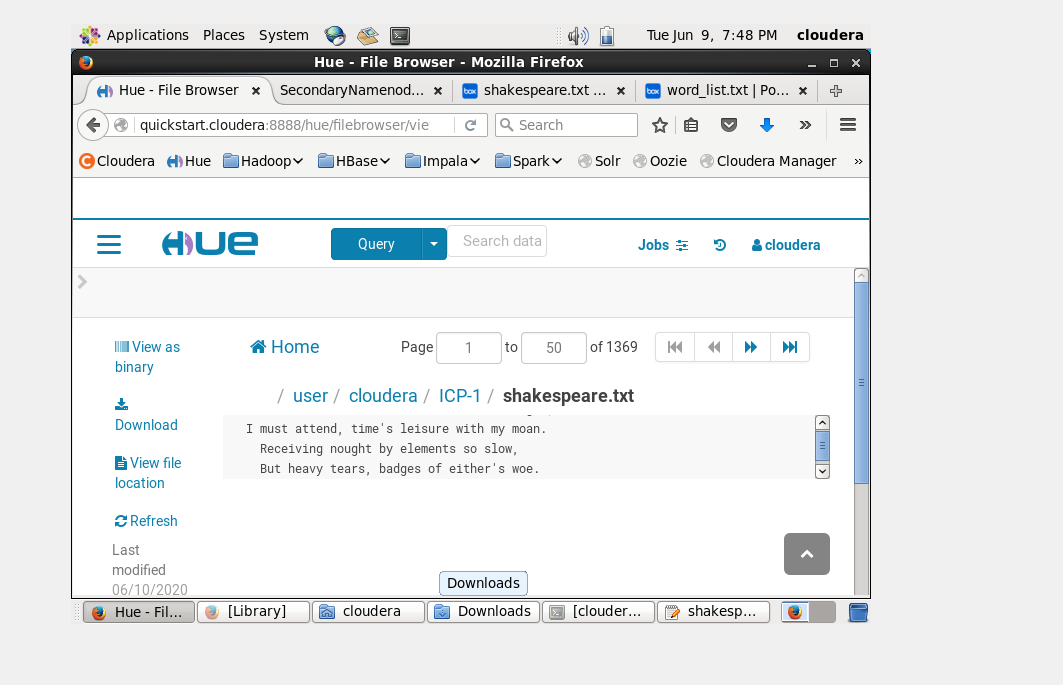 Applications Places System Tue Jun 9, 7:48 PM cloudera
Hue - File Browser - Mozilla Firefox
Hue - File Browser SecondaryNamenod... box shakespeare.txt ... box word_list.txt | Po...
quickstart.cloudera:8888/hue/filebrowser/vie Search
Cloudera Hue Hadoop HBase Impala Spark Solr Oozie Cloudera Manager »
HUE Query Search data Jobs cloudera
View as binary
Download
View file location
Refresh
Last modified 06/10/2020
Home Page 1 to 50 of 1369
/ user / cloudera / ICP-1 / shakespeare.txt
I must attend, time's leisure with my moan.
Receiving nought by elements so slow,
But heavy tears, badges of either's woe.
Downloads
Hue - Fil... [Library] cloudera Downloads [clouder... shakesp...